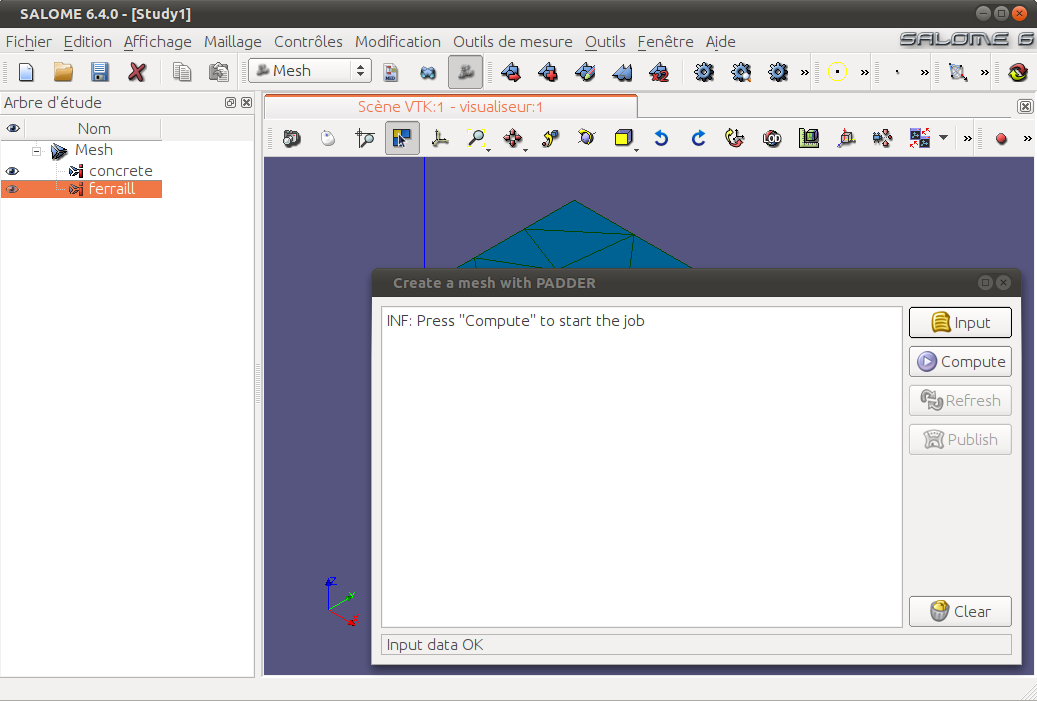 SALOME 6.4.0 - [Study1]
Fichier Edition Affichage Maillage Contrôles Modification Outils de mesure Outils Fenêtre Aide
SALOME 6
Mesh
Arbre d'étude
Scène VTK:1 - visualiseur:1
Nom
Mesh
concrete
ferraill
Create a mesh with PADDER
INF: Press "Compute" to start the job
Input
Compute
Refresh
Publish
Z
Y
X
Clear
Input data OK